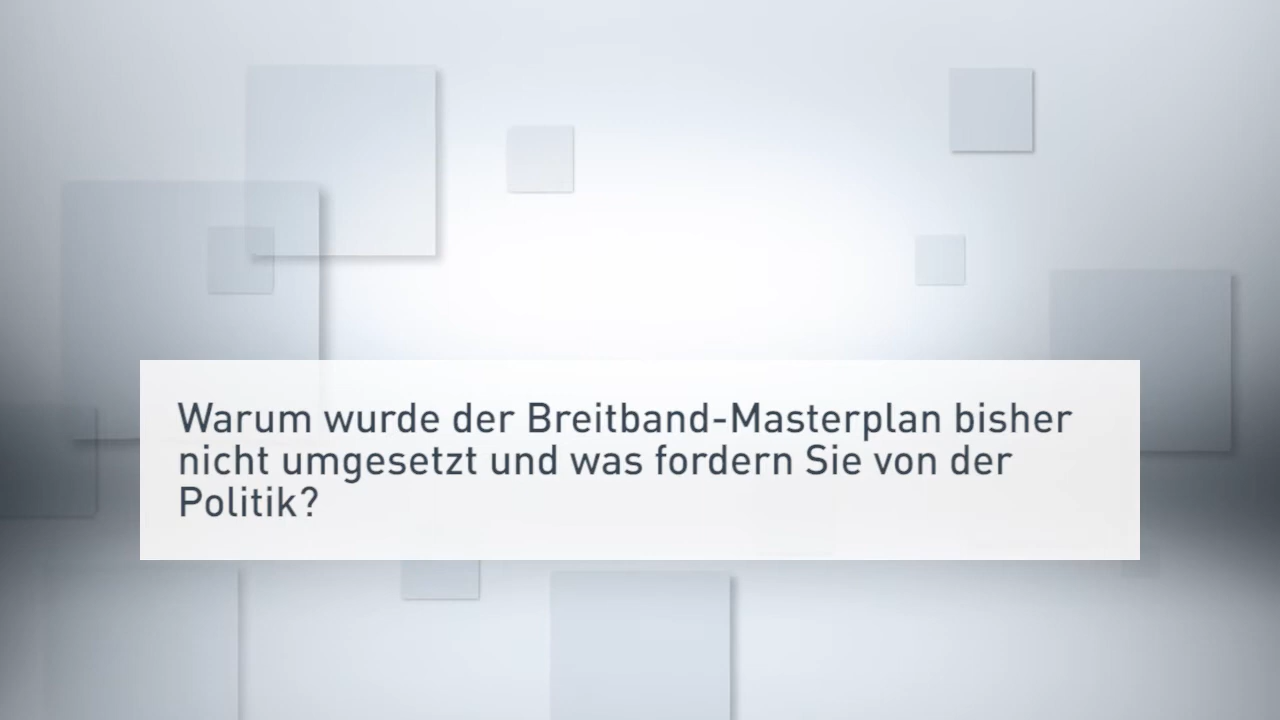 Warum wurde der Breitband-Masterplan bisher
nicht umgesetzt und was fordern Sie von der
Politik?